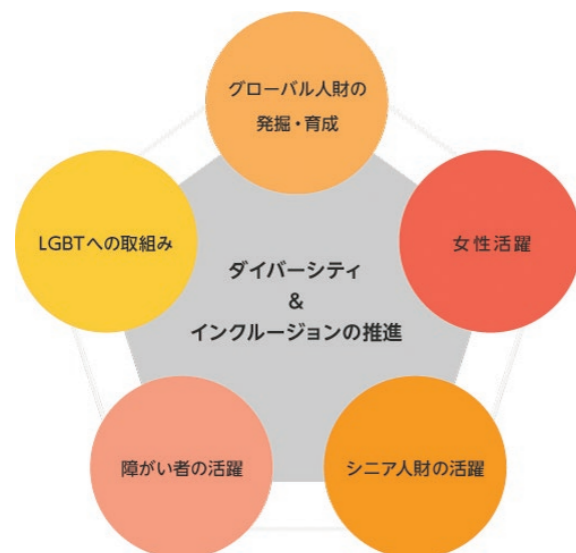 グローバル人財の
発掘・育成
LGBTへの取組み
女性活躍
ダイバーシティ
&
インクルージョンの推進
障がい者の活躍
シニア人財の活躍